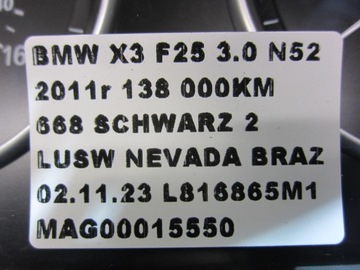 BMW X3 F25 3.0 N52
2011r 138 000KM
668 SCHWARZ 2
LUSW NEVADA BRAZ
02.11.23 L816865M1
MAG00015550